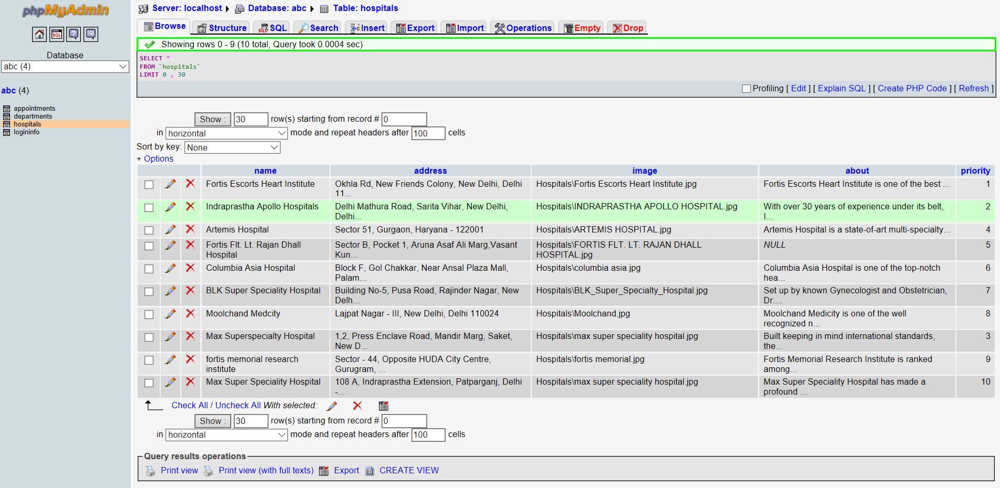 phpMyAdmin
SQL
?
SQL
Database
abc (4)
abc (4)
appointments
departments
hospitals
logininfo
Server: localhost Database: abc Table: hospitals
Browse Structure SQL Search Insert Export Import Operations Empty Drop
Showing rows 0 - 9 (10 total, Query took 0.0004 sec)
SELECT *
FROM `hospitals`
LIMIT 0 , 30
Profiling [ Edit ] [ Explain SQL ] [ Create PHP Code ] [ Refresh ]
Show : 30 row(s) starting from record # 0
in horizontal mode and repeat headers after 100 cells
Sort by key: None
+ Options
name address image about priority
Fortis Escorts Heart Institute Okhla Rd, New Friends Colony, New Delhi, Delhi Hospitals\Fortis Escorts Heart Institute.jpg Fortis Escorts Heart Institute is one of the best ... 1
11...
Indraprastha Apollo Hospitals Delhi Mathura Road, Sarita Vihar, New Delhi, Hospitals\INDRAPRASTHA APOLLO HOSPITAL.jpg With over 30 years of experience under its belt, 2
Delhi... I...
Artemis Hospital Sector 51, Gurgaon, Haryana - 122001 Hospitals\ARTEMIS HOSPITAL.jpg Artemis Hospital is a state-of-art multi-specialty... 4
Fortis Flt. Lt. Rajan Dhall Sector B, Pocket 1, Aruna Asaf Ali Marg,Vasant Hospitals\FORTIS FLT. LT. RAJAN DHALL NULL 5
Hospital Kun... HOSPITAL.jpg
Columbia Asia Hospital Block F, Gol Chakkar, Near Ansal Plaza Mall, Hospitals\columbia asia.jpg Columbia Asia Hospital is one of the top-notch 6
Palam... hea...
BLK Super Speciality Hospital Building No-5, Pusa Road, Rajinder Nagar, New Hospitals\BLK_Super_Specialty_Hospital.jpg Set up by known Gynecologist and Obstetrician, 7
Delh... Dr....
Moolchand Medcity Lajpat Nagar - III, New Delhi, Delhi 110024 Hospitals\Moolchand.jpg Moolchand Medicity is one of the well 8
recognized n...
Max Superspecialty Hospital 1,2, Press Enclave Road, Mandir Marg, Saket, Hospitals\max super speciality hospital.jpg Built keeping in mind international standards, 3
New D... the...
fortis memorial research Sector - 44, Opposite HUDA City Centre, Hospitals\fortis memorial.jpg Fortis Memorial Research Institute is ranked 9
institute Gurugram, ... among...
Max Super Speciality Hospital 108 A, Indraprastha Extension, Patparganj, Delhi Hospitals\max super speciality hospital.jpg Max Super Speciality Hospital has made a 10
-... profound ...
Check All / Uncheck All With selected:
Show : 30 row(s) starting from record # 0
in horizontal mode and repeat headers after 100 cells
Query results operations
Print view Print view (with full texts) Export CREATE VIEW